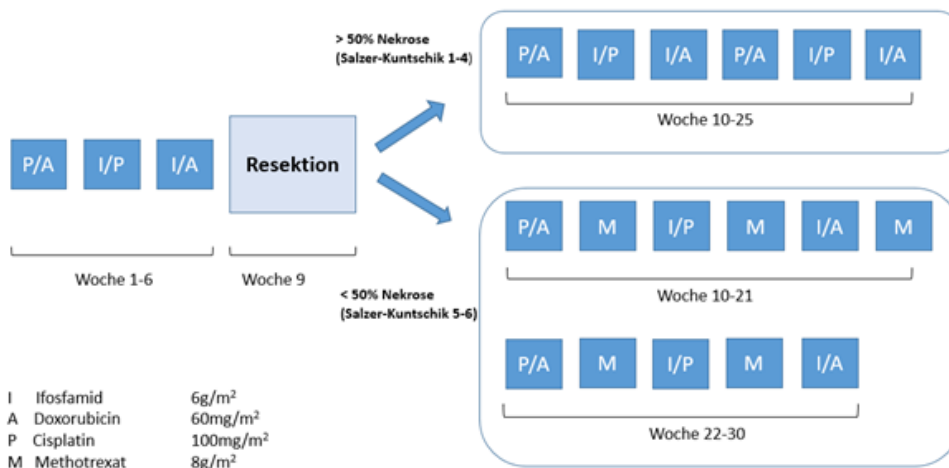 > 50% Nekrose
(Salzer-Kuntschik 1-4)
P/A I/P I/A P/A I/P I/A
Woche 10-25
P/A I/P I/A
Resektion
Woche 1-6
Woche 9
< 50% Nekrose
(Salzer-Kuntschik 5-6)
P/A M I/P M I/A M
Woche 10-21
P/A M I/P M I/A
Woche 22-30
I Ifosfamid 6g/m²
A Doxorubicin 60mg/m²
P Cisplatin 100mg/m²
M Methotrexat 8g/m²